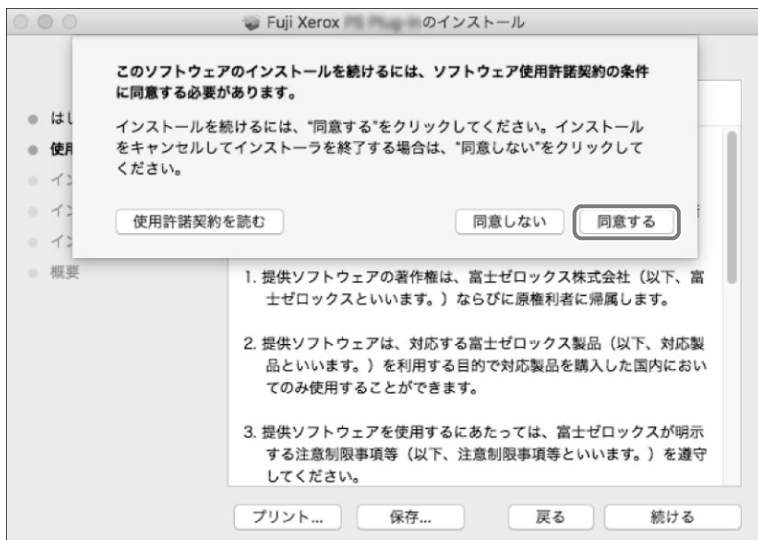 Fuji Xerox のインストール
このソフトウェアのインストールを続けるには、ソフトウェア使用許諾契約の条件
に同意する必要があります。
インストールを続けるには、“同意する”をクリックしてください。インストール
をキャンセルしてインストーラを終了する場合は、“同意しない”をクリックして
ください。
使用許諾契約を読む
同意しない
同意する
はじ
使用
イン
イン
イン
概要
1. 提供ソフトウェアの著作権は、富士ゼロックス株式会社（以下、富
士ゼロックスといいます。）ならびに原権利者に帰属します。
2. 提供ソフトウェアは、対応する富士ゼロックス製品（以下、対応製
品といいます。）を利用する目的で対応製品を購入した国内におい
てのみ使用することができます。
3. 提供ソフトウェアを使用するにあたっては、富士ゼロックスが明示
する注意制限事項等（以下、注意制限事項等といいます。）を遵守
してください。
プリント...
保存...
戻る
続ける